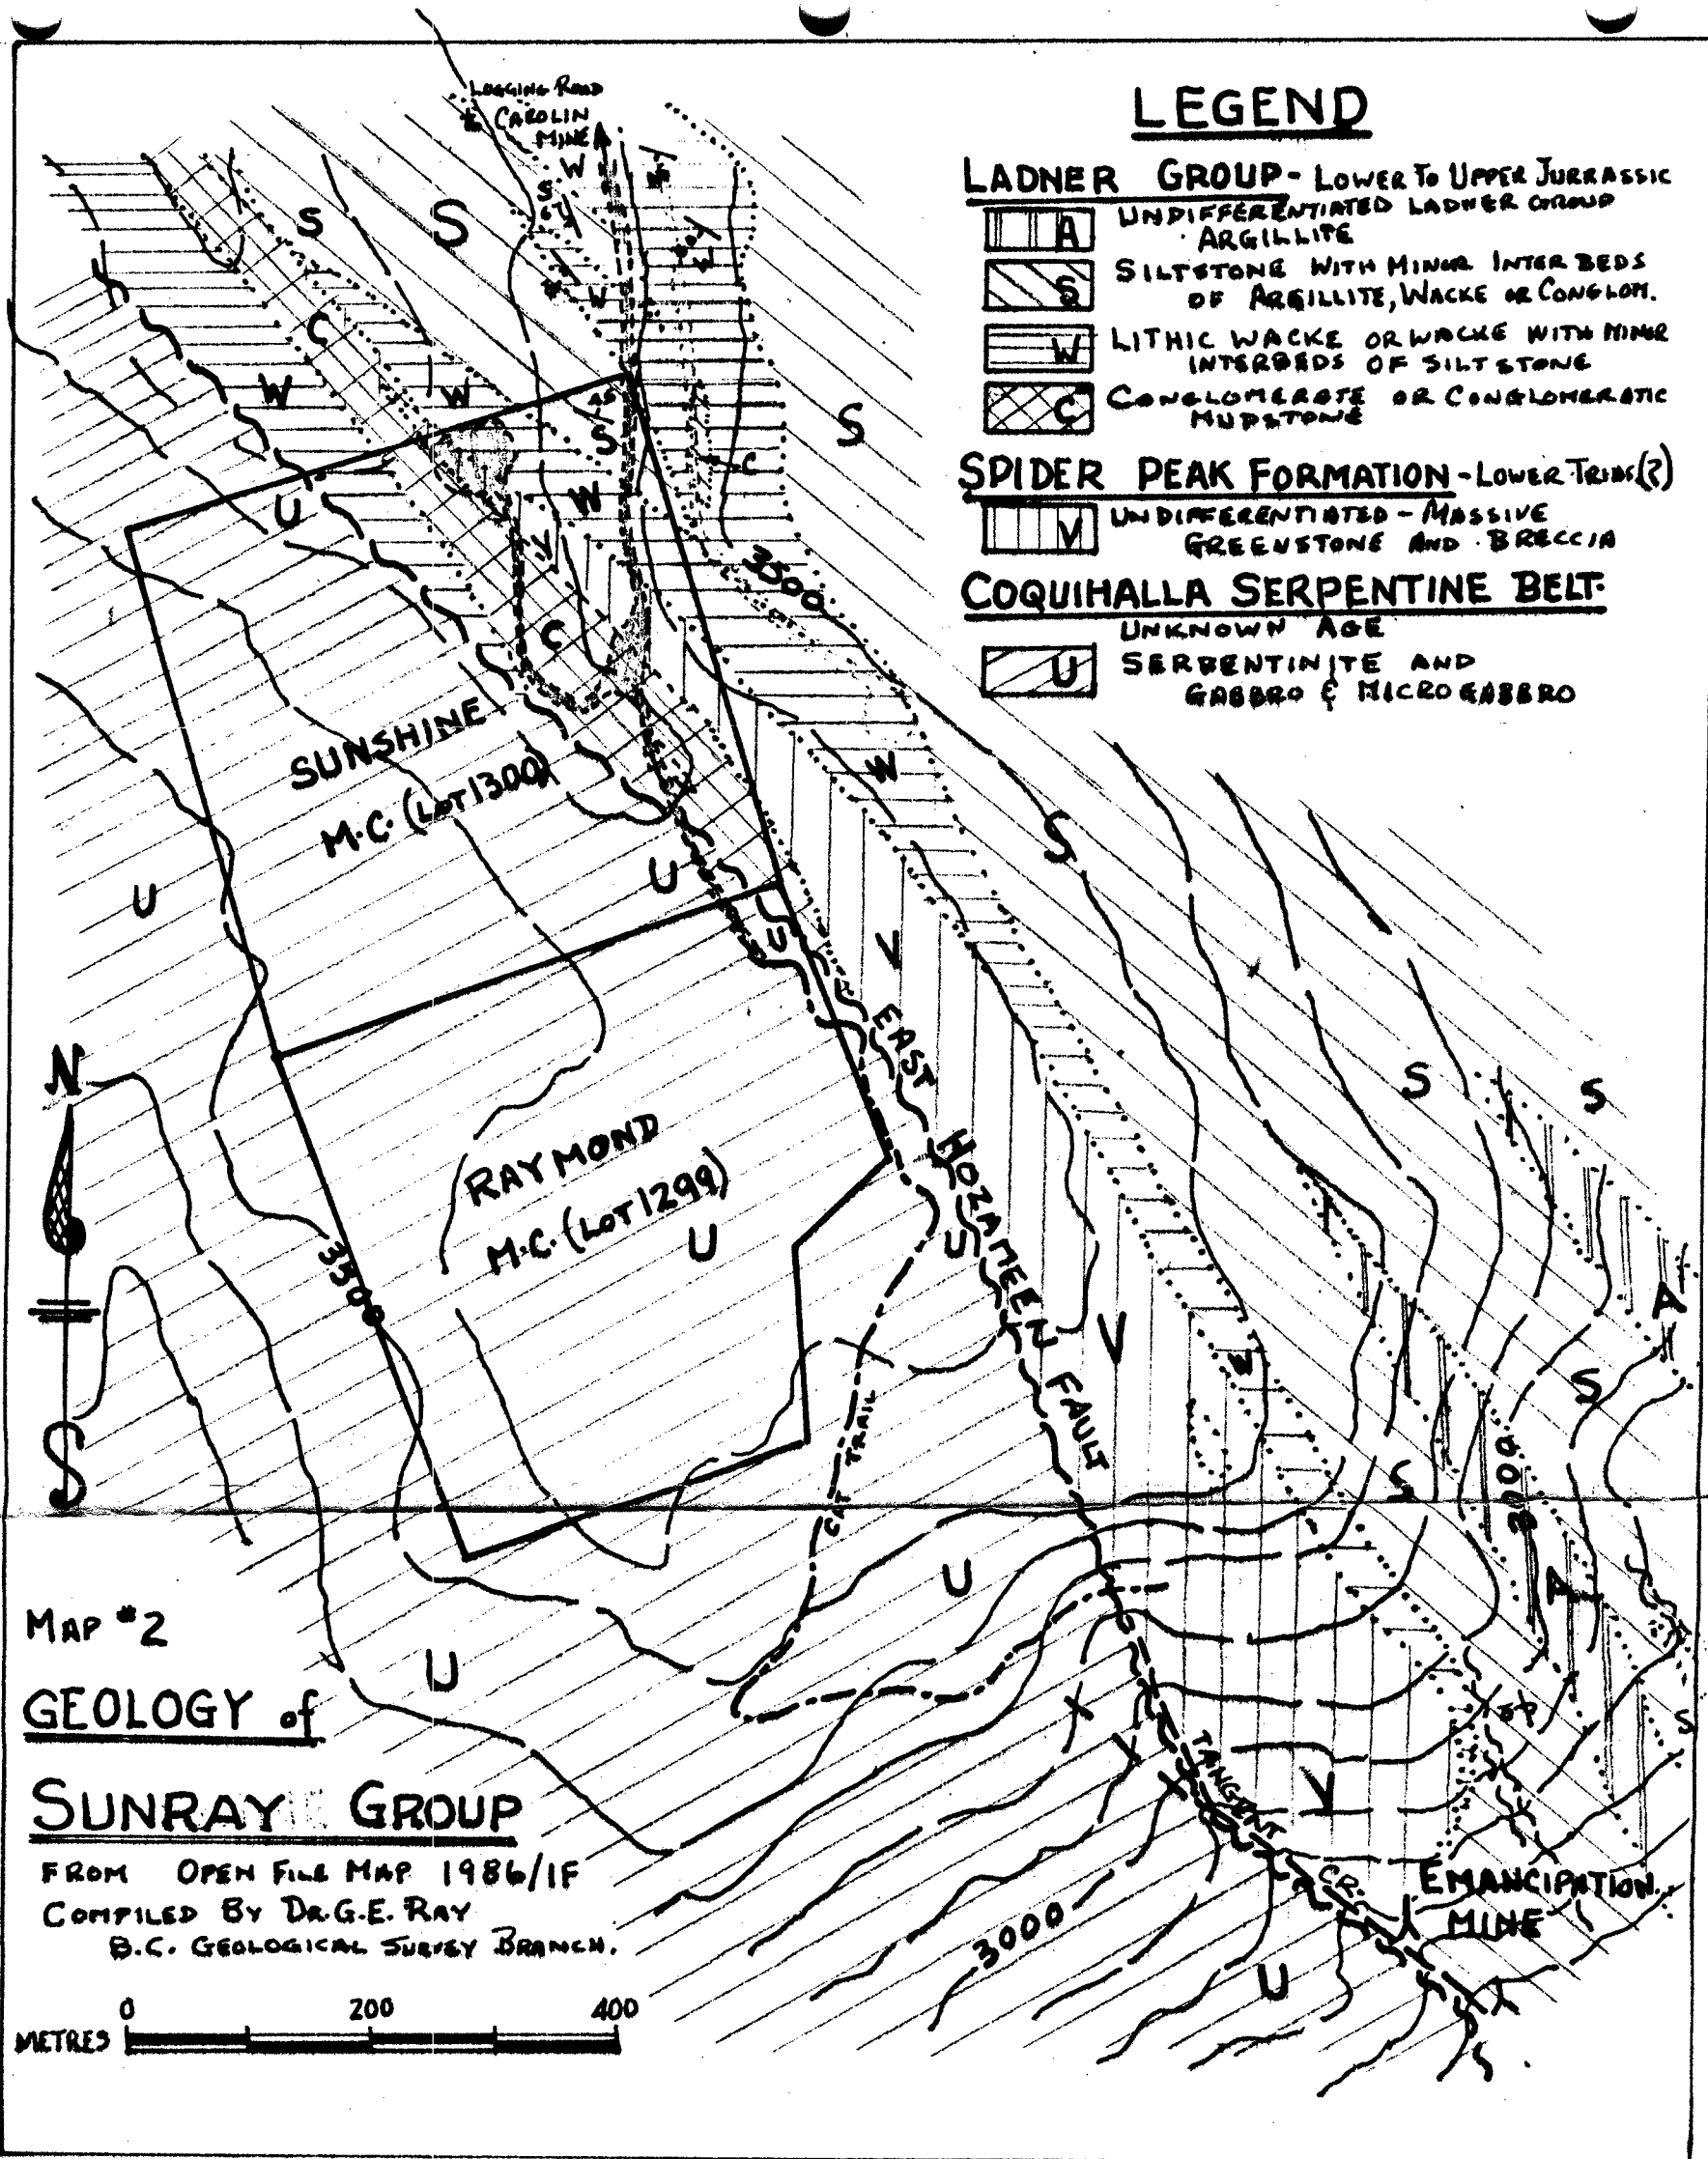 LOGGING ROAD
CAROLIN
MINE
LEGEND
LADNER GROUP - LOWER TO UPPER JURRASSIC
A UNDIFFERENTIATED LADNER GROUP
ARGILLITE
S SILTSTONE WITH MINOR INTERBEDS
OF ARGILLITE, WACKE OR CONGLOM.
W LITHIC WACKE OR WACKE WITH MINOR
INTERBEDS OF SILTSTONE
C CONGLOMERATE OR CONGLOMERATIC
MUDSTONE
SPIDER PEAK FORMATION - LOWER TRIAS(?)
V UNDIFFERENTIATED - MASSIVE
GREENSTONE AND BRECCIA
COQUIHALLA SERPENTINE BELT
UNKNOWN AGE
U SERBENTINITE AND
GABBRO & MICROGABBRO
S
S
W
W
W
S
C
W
W
S
S
W
C
U
V
3500
C
SUNSHINE
M.C. (LOT 1300)
W
S
U
U
U
V
EAST HOZAMEEN FAULT
N
S
S
S
RAYMOND
M.C. (LOT 1299)
U
U
3500
V
W
A
S
CAT TRAIL
S
3000
U
A
MAP #2
U
GEOLOGY of
SUNRAY GROUP
FROM OPEN FILE MAP 1986/1F
COMPILED BY DR. G.E. RAY
B.C. GEOLOGICAL SURVEY BRANCH.
S
TANGENT CR.
V
EMANCIPATION
MINE
3000
U
0 200 400
METRES